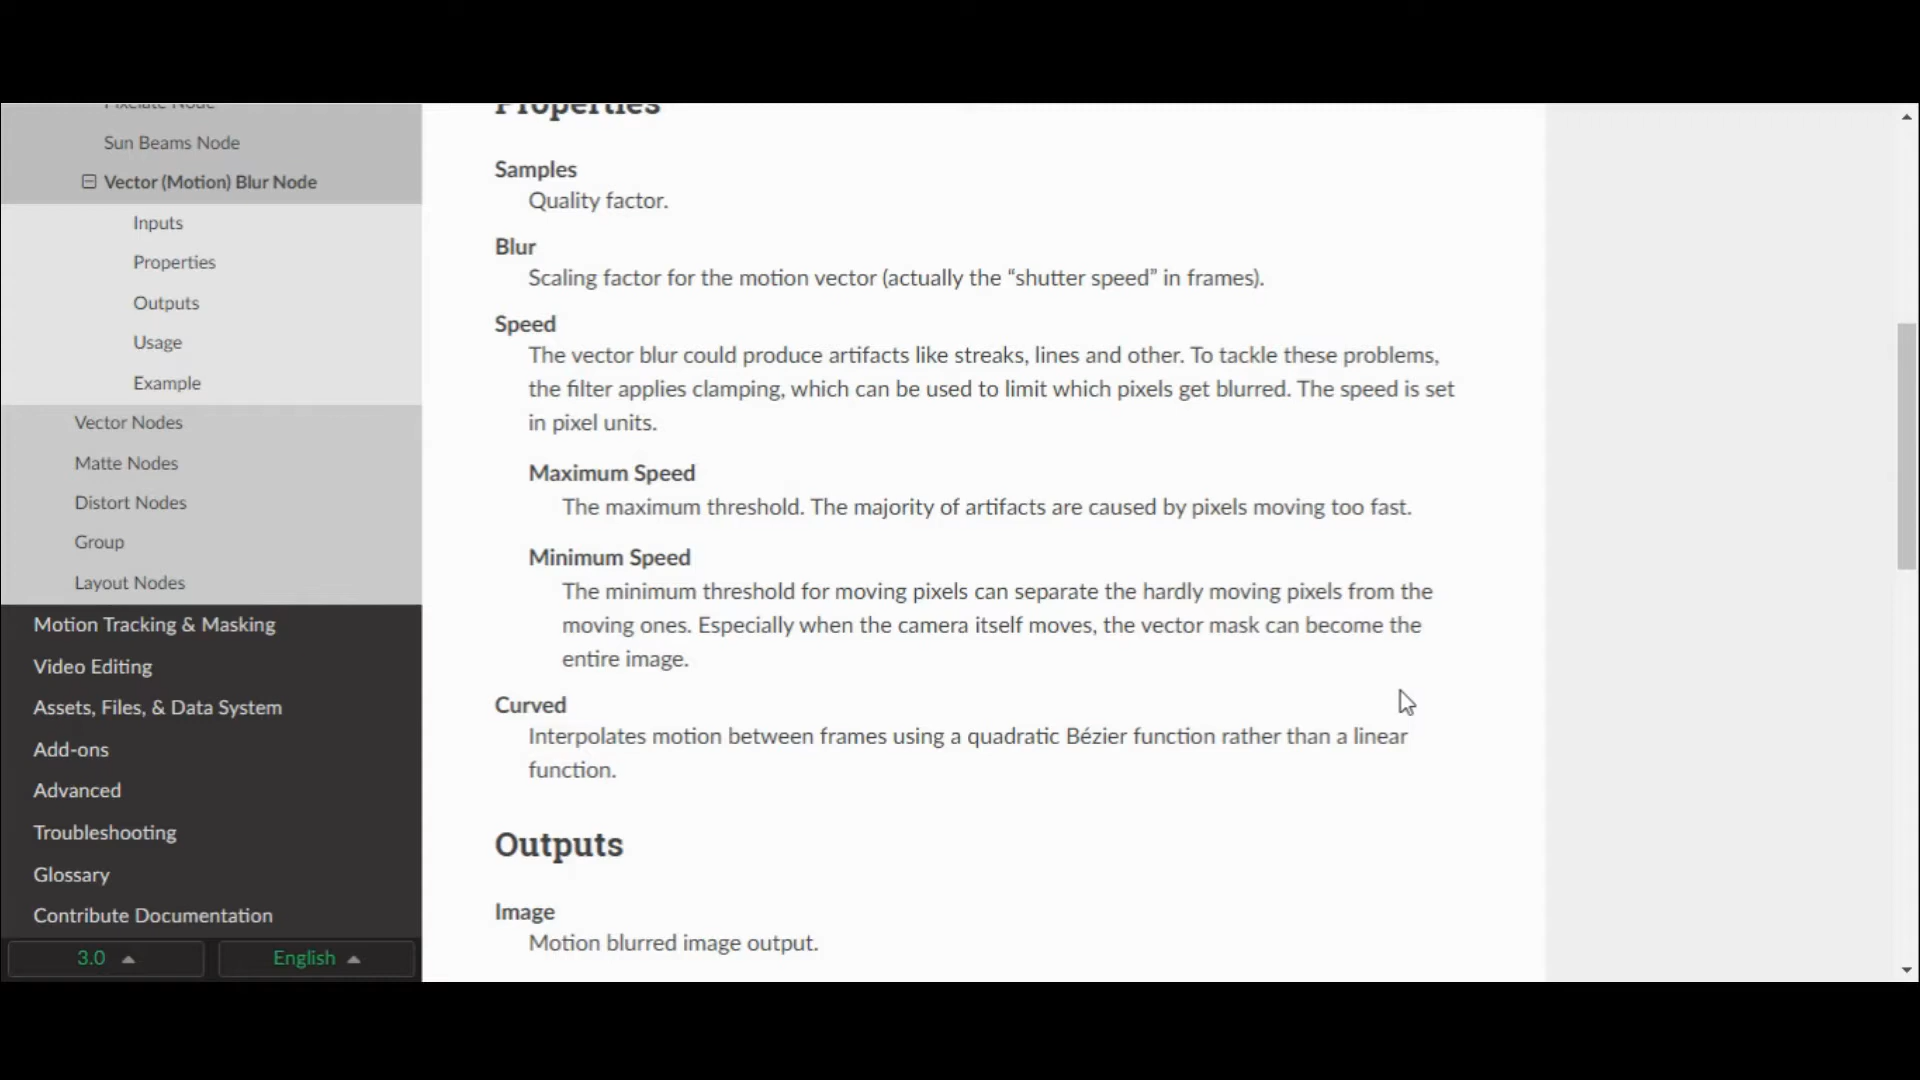 Pixelate Node
Sun Beams Node
Vector (Motion) Blur Node
Inputs
Properties
Outputs
Usage
Example
Vector Nodes
Matte Nodes
Distort Nodes
Group
Layout Nodes
Motion Tracking & Masking
Video Editing
Assets, Files, & Data System
Add-ons
Advanced
Troubleshooting
Glossary
Contribute Documentation
3.0
English
Properties
Samples
Quality factor.
Blur
Scaling factor for the motion vector (actually the “shutter speed” in frames).
Speed
The vector blur could produce artifacts like streaks, lines and other. To tackle these problems,
the filter applies clamping, which can be used to limit which pixels get blurred. The speed is set
in pixel units.
Maximum Speed
The maximum threshold. The majority of artifacts are caused by pixels moving too fast.
Minimum Speed
The minimum threshold for moving pixels can separate the hardly moving pixels from the
moving ones. Especially when the camera itself moves, the vector mask can become the
entire image.
Curved
Interpolates motion between frames using a quadratic Bézier function rather than a linear
function.
Outputs
Image
Motion blurred image output.